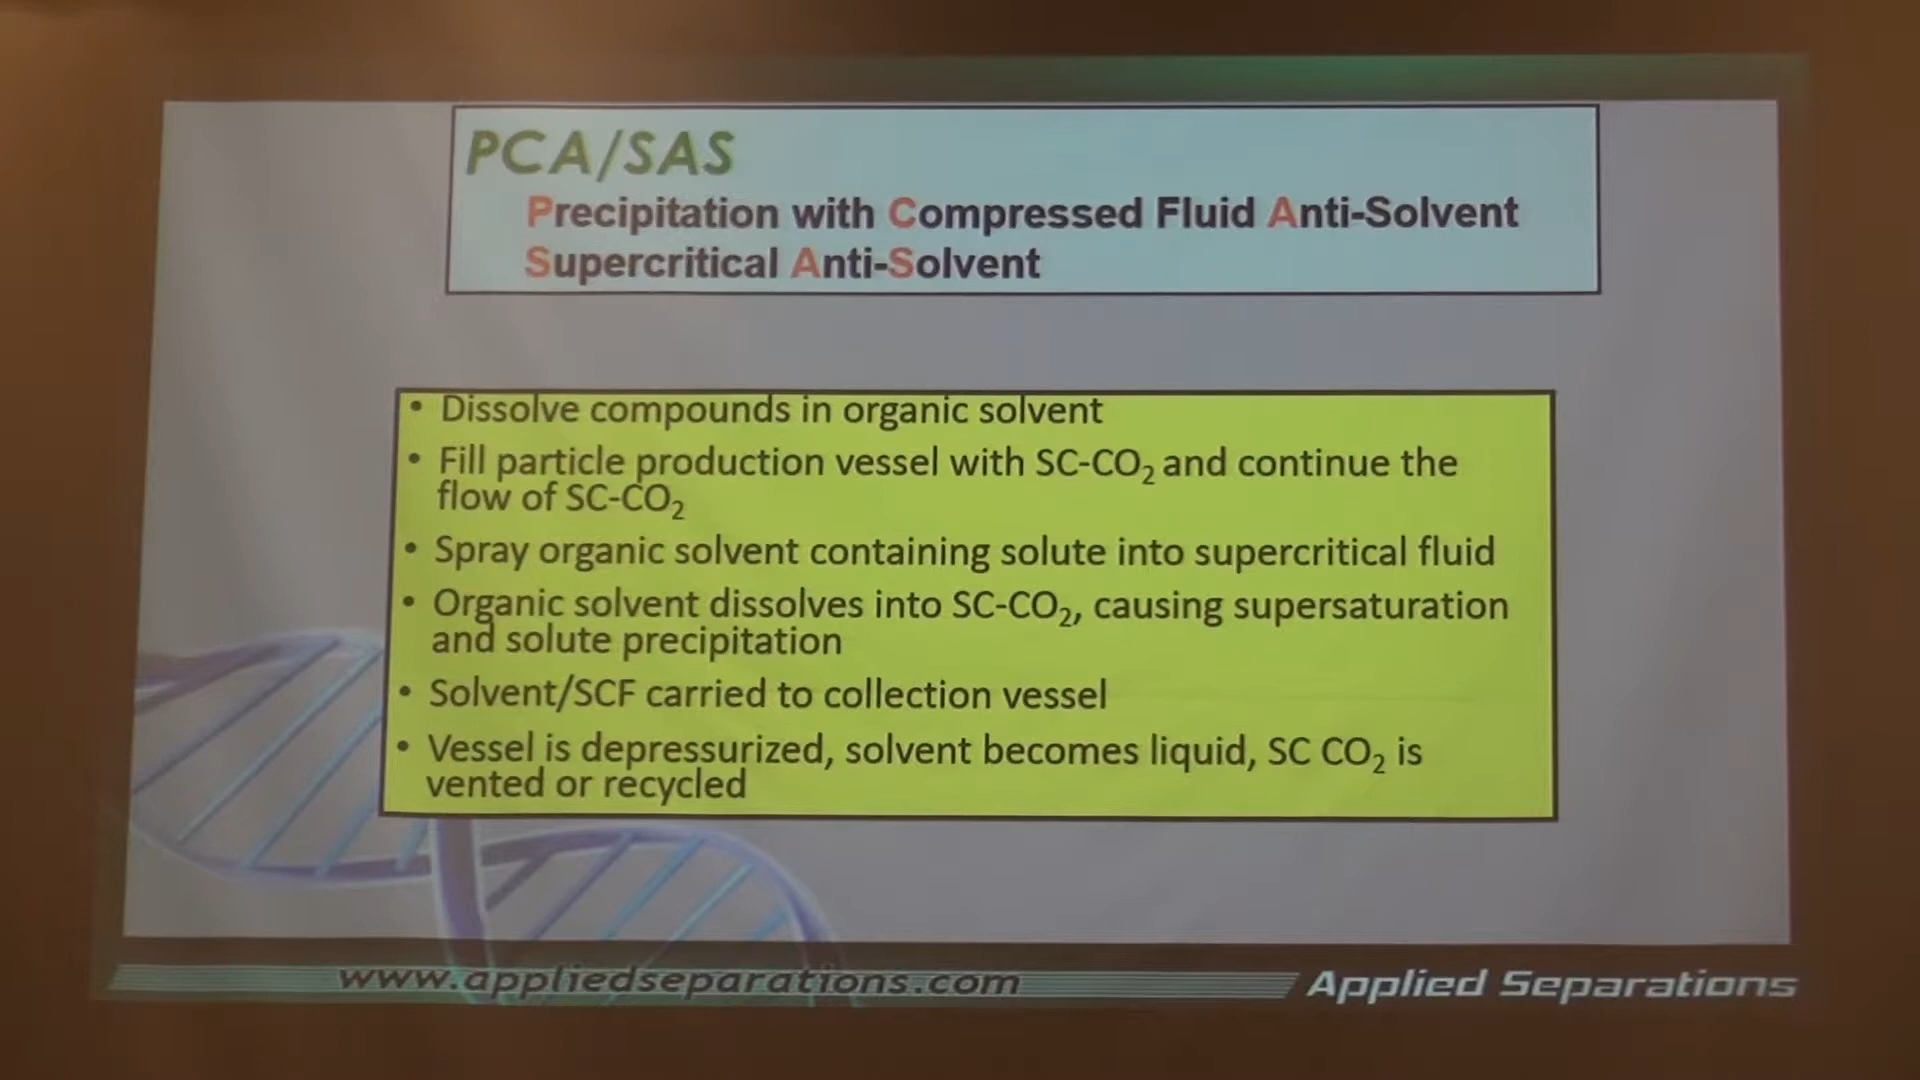 PCA/SAS
Precipitation with Compressed Fluid Anti-Solvent
Supercritical Anti-Solvent
• Dissolve compounds in organic solvent
• Fill particle production vessel with SC-CO₂ and continue the
flow of SC-CO₂
• Spray organic solvent containing solute into supercritical fluid
• Organic solvent dissolves into SC-CO₂, causing supersaturation
and solute precipitation
• Solvent/SCF carried to collection vessel
• Vessel is depressurized, solvent becomes liquid, SC CO₂ is
vented or recycled
www.appliedseparations.com
Applied Separations